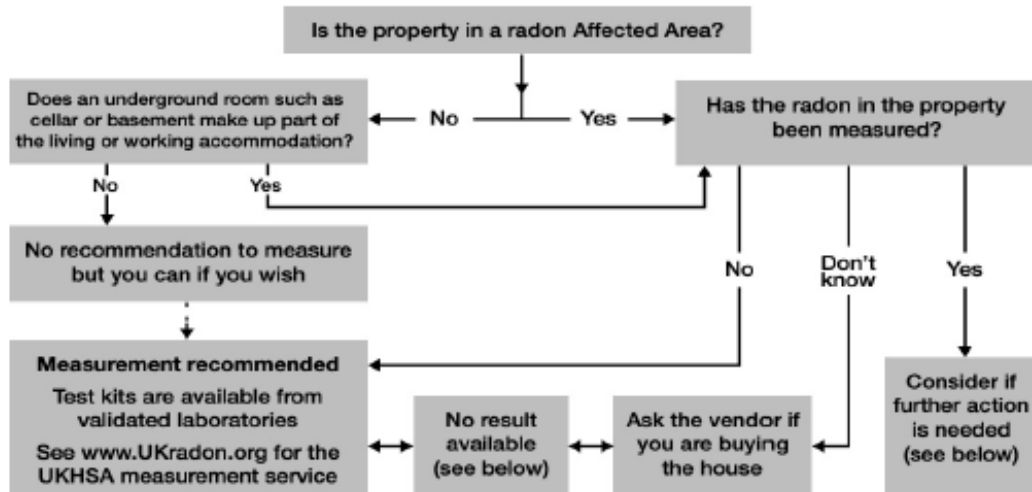 Is the property in a radon Affected Area?
Does an underground room such as
cellar or basement make up part of
the living or working accommodation?
No
Yes
Has the radon in the property
been measured?
No
Yes
No recommendation to measure
but you can if you wish
No
Don't
know
Yes
Measurement recommended
Test kits are available from
validated laboratories
See www.UKradon.org for the
UKHSA measurement service
No result
available
(see below)
Ask the vendor if
you are buying
the house
Consider if
further action
is needed
(see below)